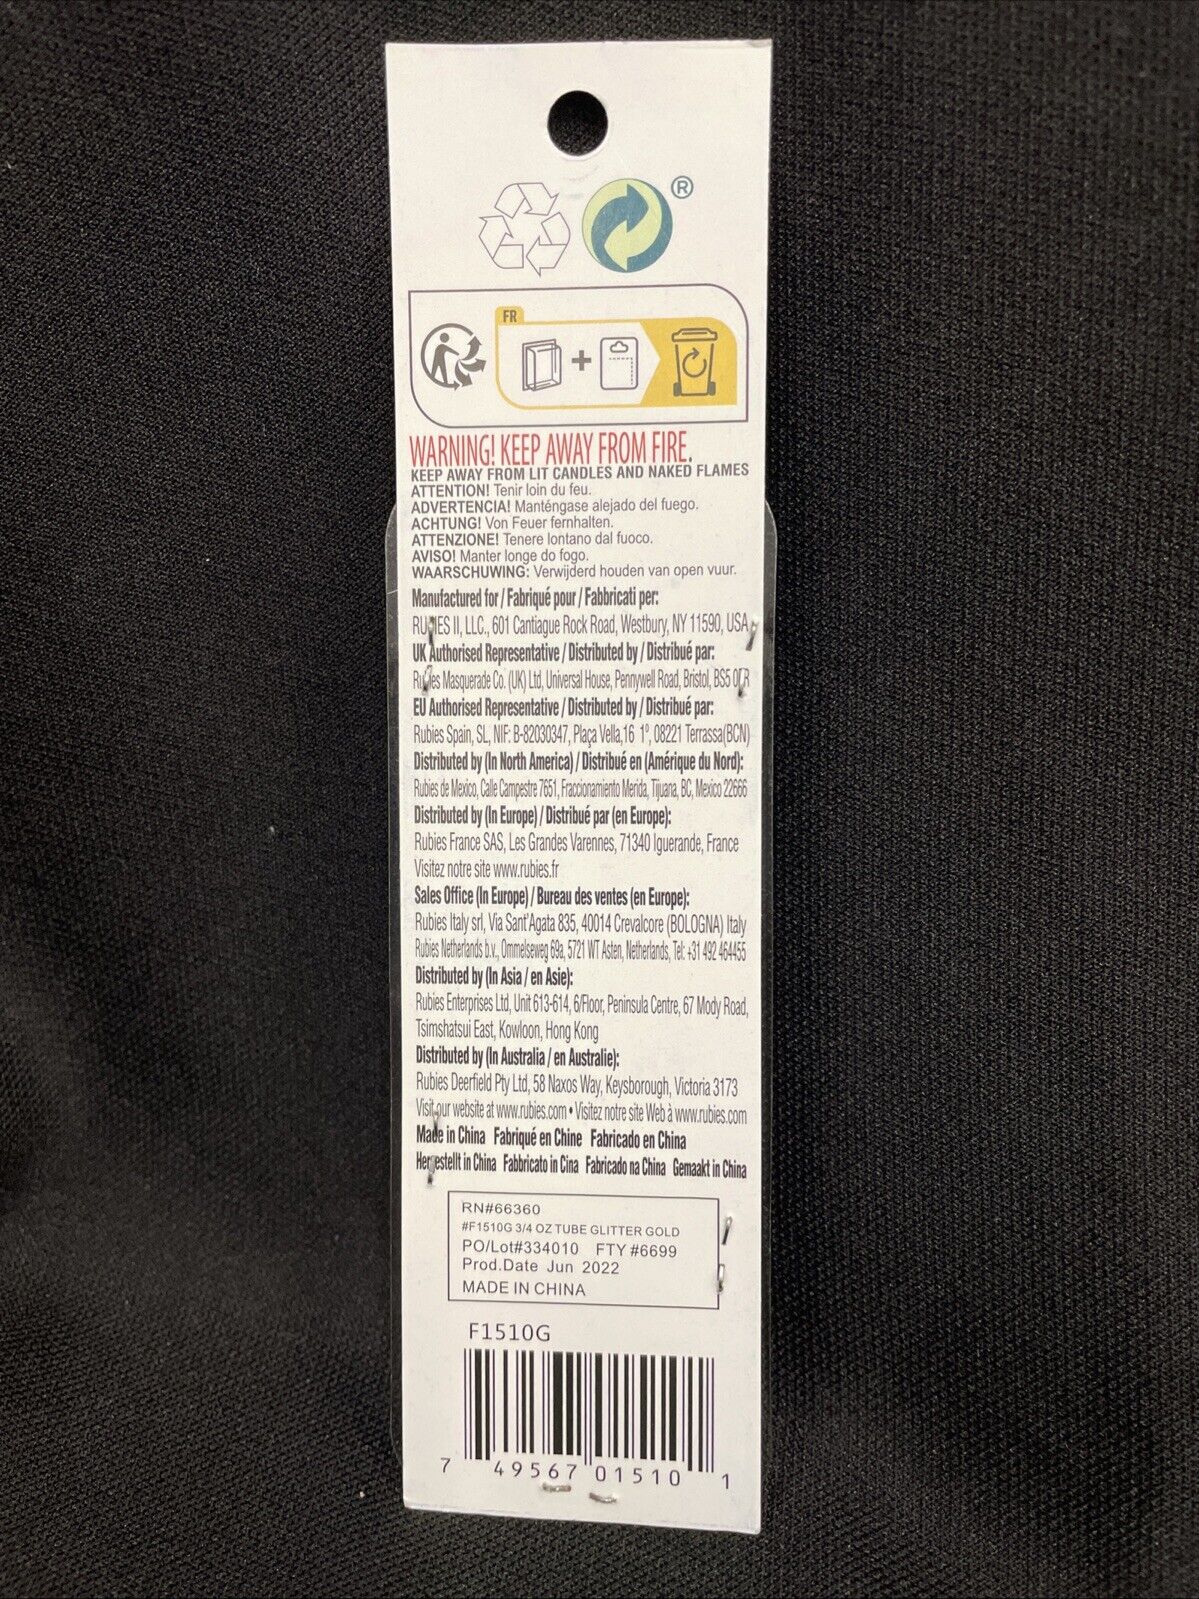 ®
FR
WARNING! KEEP AWAY FROM FIRE.
KEEP AWAY FROM LIT CANDLES AND NAKED FLAMES
ATTENTION! Tenir loin du feu.
ADVERTENCIA! Manténgase alejado del fuego.
ACHTUNG! Von Feuer fernhalten.
ATTENZIONE! Tenere lontano dal fuoco.
AVISO! Manter longe do fogo.
WAARSCHUWING: Verwijderd houden van open vuur.
Manufactured for / Fabriqué pour / Fabbricati per:
RUBIES II, LLC., 601 Cantiague Rock Road, Westbury, NY 11590, USA
UK Authorised Representative / Distributed by / Distribué par:
Rubies Masquerade Co. (UK) Ltd, Universal House, Pennywell Road, Bristol, BS5
EU Authorised Representative / Distributed by / Distribué par:
Rubies Spain, SL, NIF: B-82030347, Plaça Vella,16 1º, 08221 Terrassa(BCN)
Distributed by (In North America) / Distribué en (Amérique du Nord):
Rubies de Mexico, Calle Campestre 7651, Fraccionamiento Merida, Tijuana, BC, Mexico 22666
Distributed by (In Europe) / Distribué par (en Europe):
Rubies France SAS, Les Grandes Varennes, 71340 Iguerande, France
Visitez notre site www.rubies.fr
Sales Office (In Europe) / Bureau des ventes (en Europe):
Rubies Italy srl, Via Sant'Agata 835, 40014 Crevalcore (BOLOGNA) Italy
Rubies Netherlands b.v., Ommelseweg 69a, 5721 WT Asten, Netherlands, Tel: +31 492 464455
Distributed by (In Asia / en Asie):
Rubies Enterprises Ltd, Unit 613-614, 6/Floor, Peninsula Centre, 67 Mody Road,
Tsimshatsui East, Kowloon, Hong Kong
Distributed by (In Australia / en Australie):
Rubies Deerfield Pty Ltd, 58 Naxos Way, Keysborough, Victoria 3173
Visit our website at www.rubies.com • Visitez notre site Web à www.rubies.com
Made in China Fabriqué en Chine Fabricado en China
Hergestellt in China Fabbricato in Cina Fabricado na China Gemaakt in China
RN#66360
#F1510G 3/4 OZ TUBE GLITTER GOLD
PO/Lot#334010 FTY #6699
Prod.Date Jun 2022
MADE IN CHINA
F1510G
7 49567 01510 1